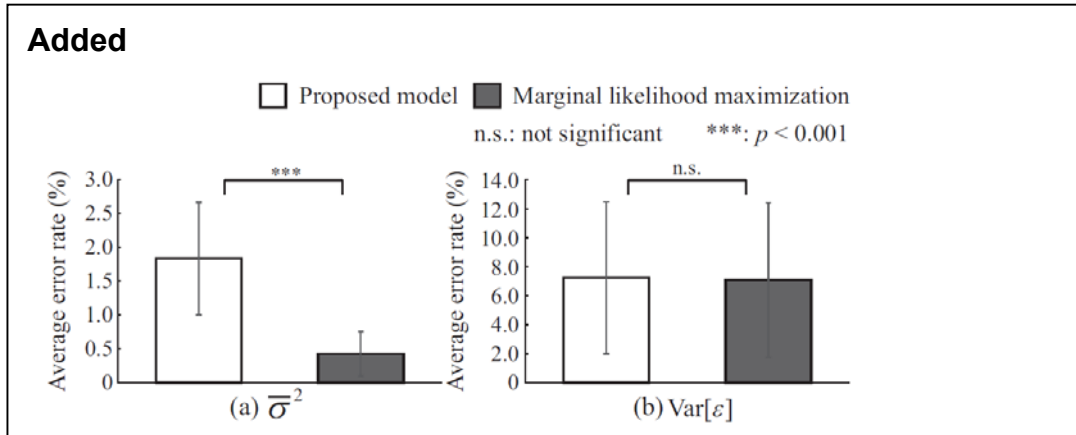 Added
Proposed model Marginal likelihood maximization
n.s.: not significant ***: p < 0.001
Average error rate (%)
3.0
2.5
2.0
1.5
1.0
0.5
0
***
(a) σ̅²
Average error rate (%)
14.0
12.0
10.0
8.0
6.0
4.0
2.0
0
n.s.
(b) Var[ε]